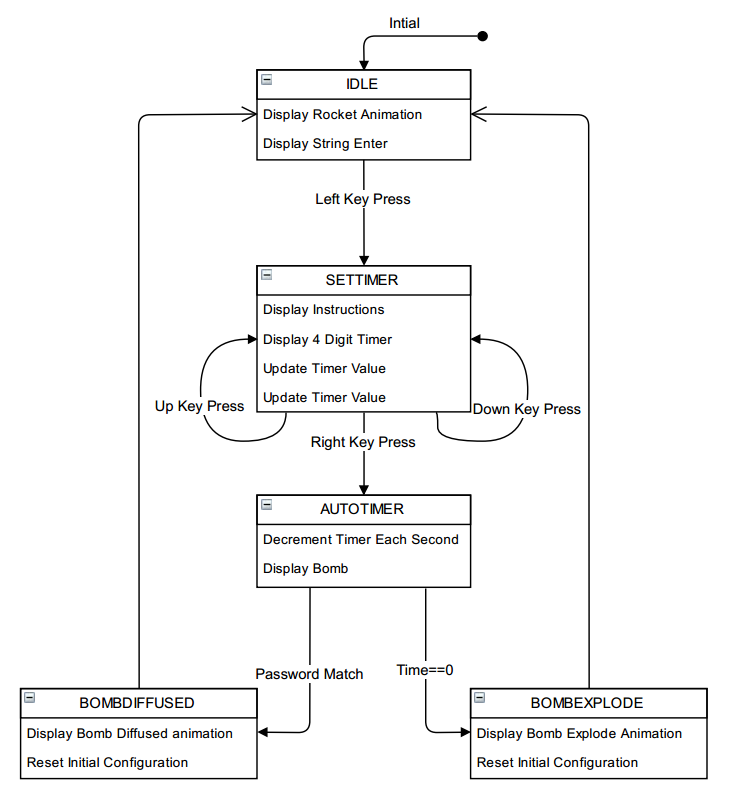 Intial
IDLE
Display Rocket Animation
Display String Enter
Left Key Press
SETTIMER
Display Instructions
Display 4 Digit Timer
Update Timer Value
Update Timer Value
Up Key Press
Down Key Press
Right Key Press
AUTOTIMER
Decrement Timer Each Second
Display Bomb
Password Match
Time==0
BOMBDIFFUSED
Display Bomb Diffused animation
Reset Initial Configuration
BOMBEXPLODE
Display Bomb Explode Animation
Reset Initial Configuration